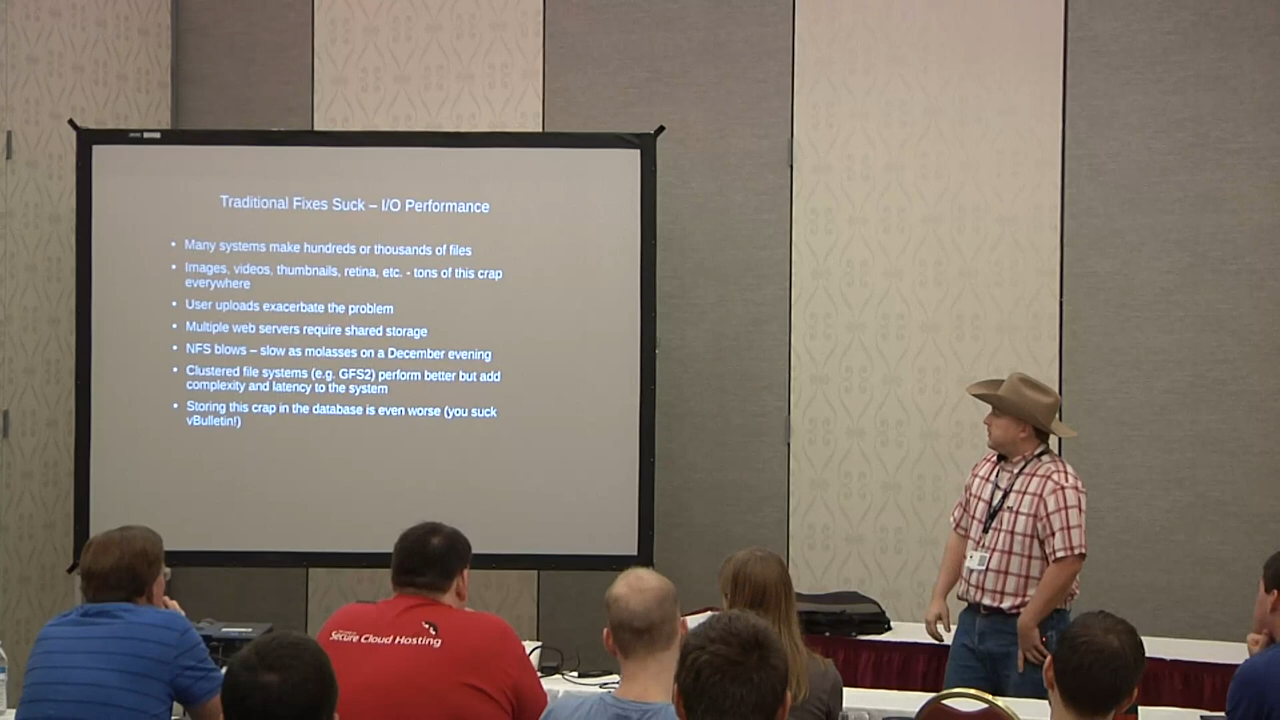 Traditional Fixes Suck – I/O Performance
• Many systems make hundreds or thousands of files
• Images, videos, thumbnails, retina, etc. - tons of this crap
everywhere
• User uploads exacerbate the problem
• Multiple web servers require shared storage
• NFS blows – slow as molasses on a December evening
• Clustered file systems (e.g. GFS2) perform better but add
complexity and latency to the system
• Storing this crap in the database is even worse (you suck
vBulletin!)
Secure Cloud Hosting